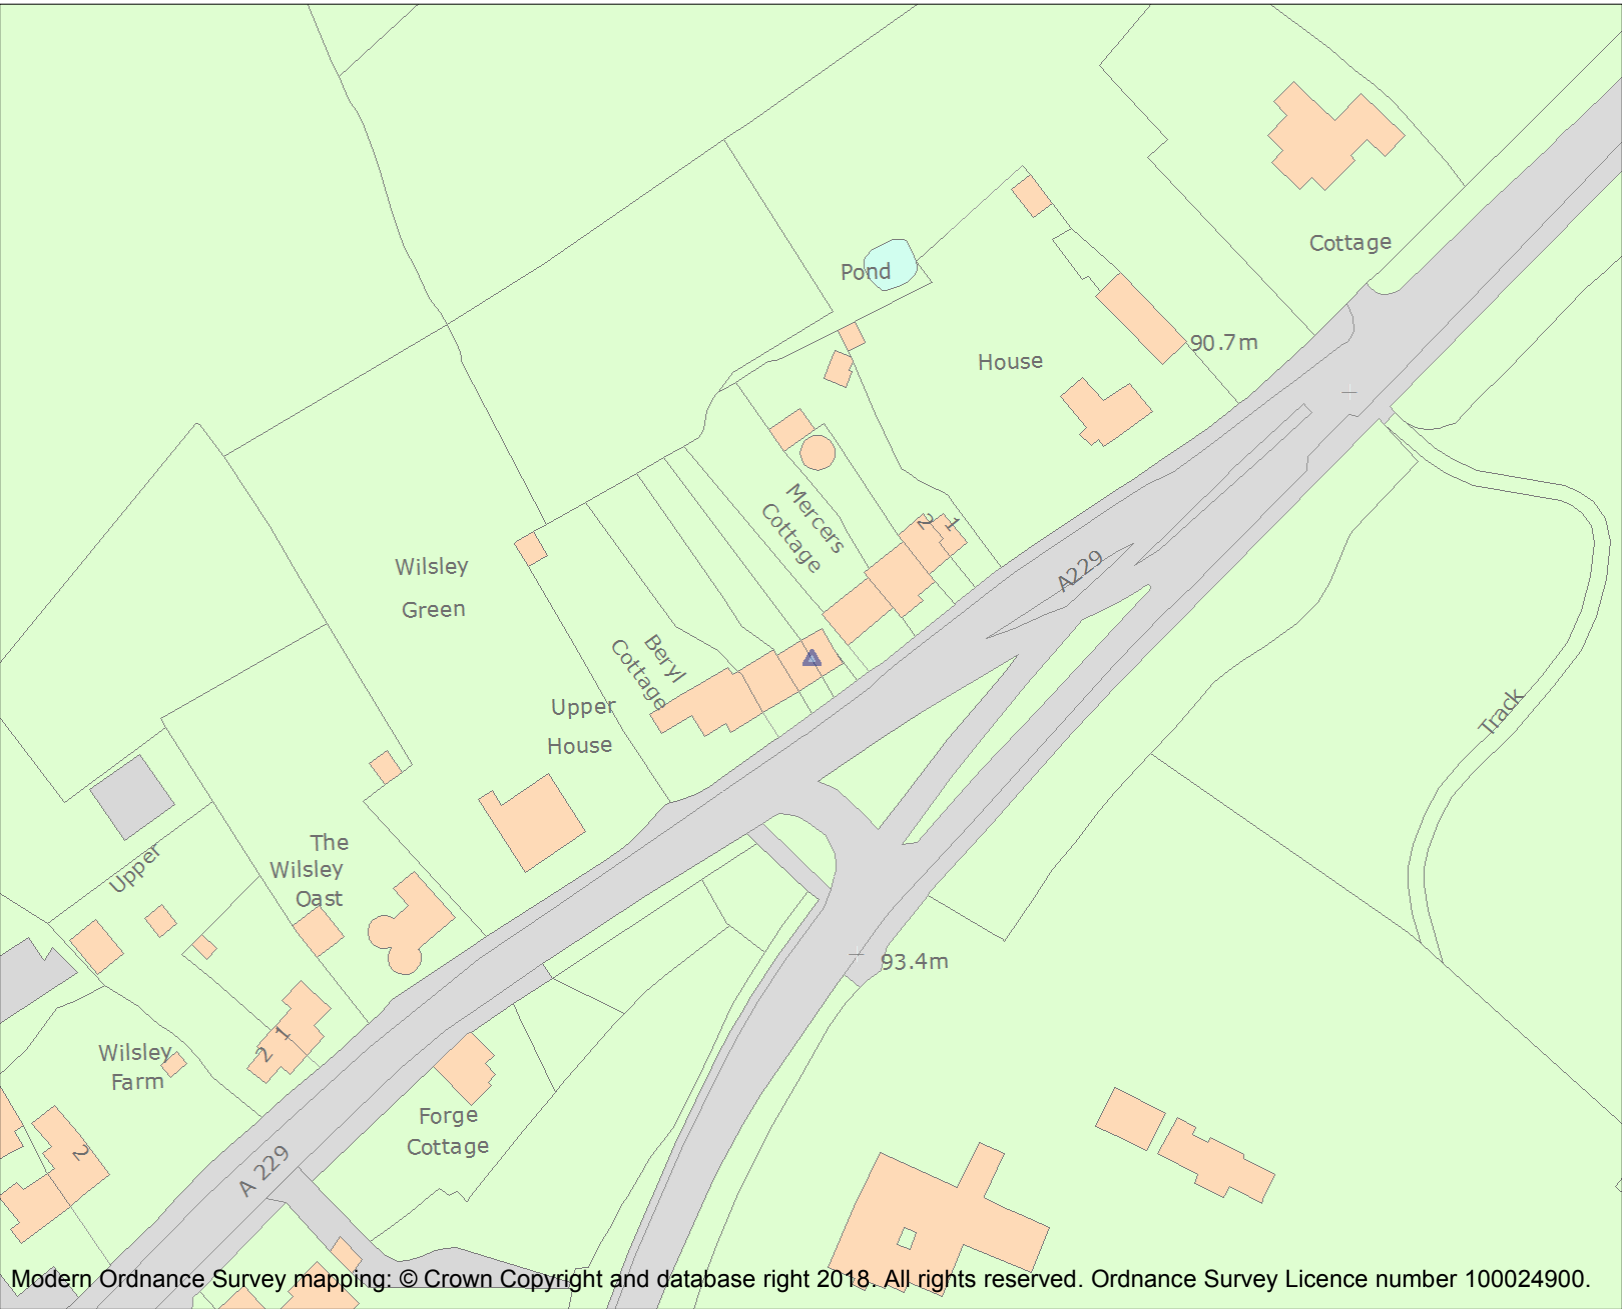 Cottage
Pond
90.7m
House
Mercers
Cottage
2
1
A229
Wilsley
Green
Beryl
Cottage
Upper
House
Track
The
Wilsley
Oast
Upper
93.4m
1
2
Wilsley
Farm
Forge
Cottage
2
A 229
Modern Ordnance Survey mapping: © Crown Copyright and database right 2018. All rights reserved. Ordnance Survey Licence number 100024900.